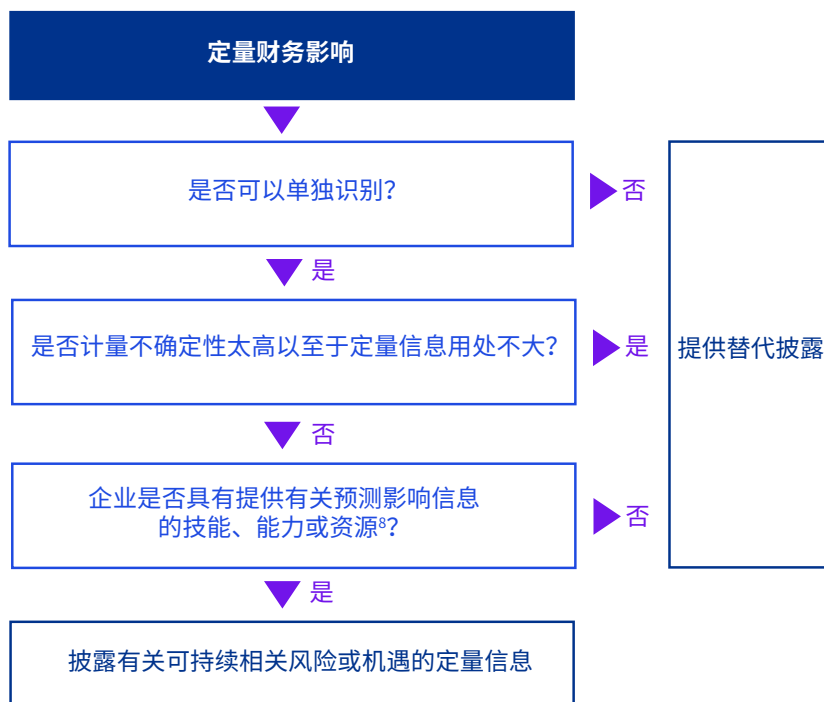 定量财务影响
是否可以单独识别？
否
是
是否计量不确定性太高以至于定量信息用处不大？
是
提供替代披露
否
企业是否具有提供有关预测影响信息
的技能、能力或资源⁸？
否
是
披露有关可持续相关风险或机遇的定量信息